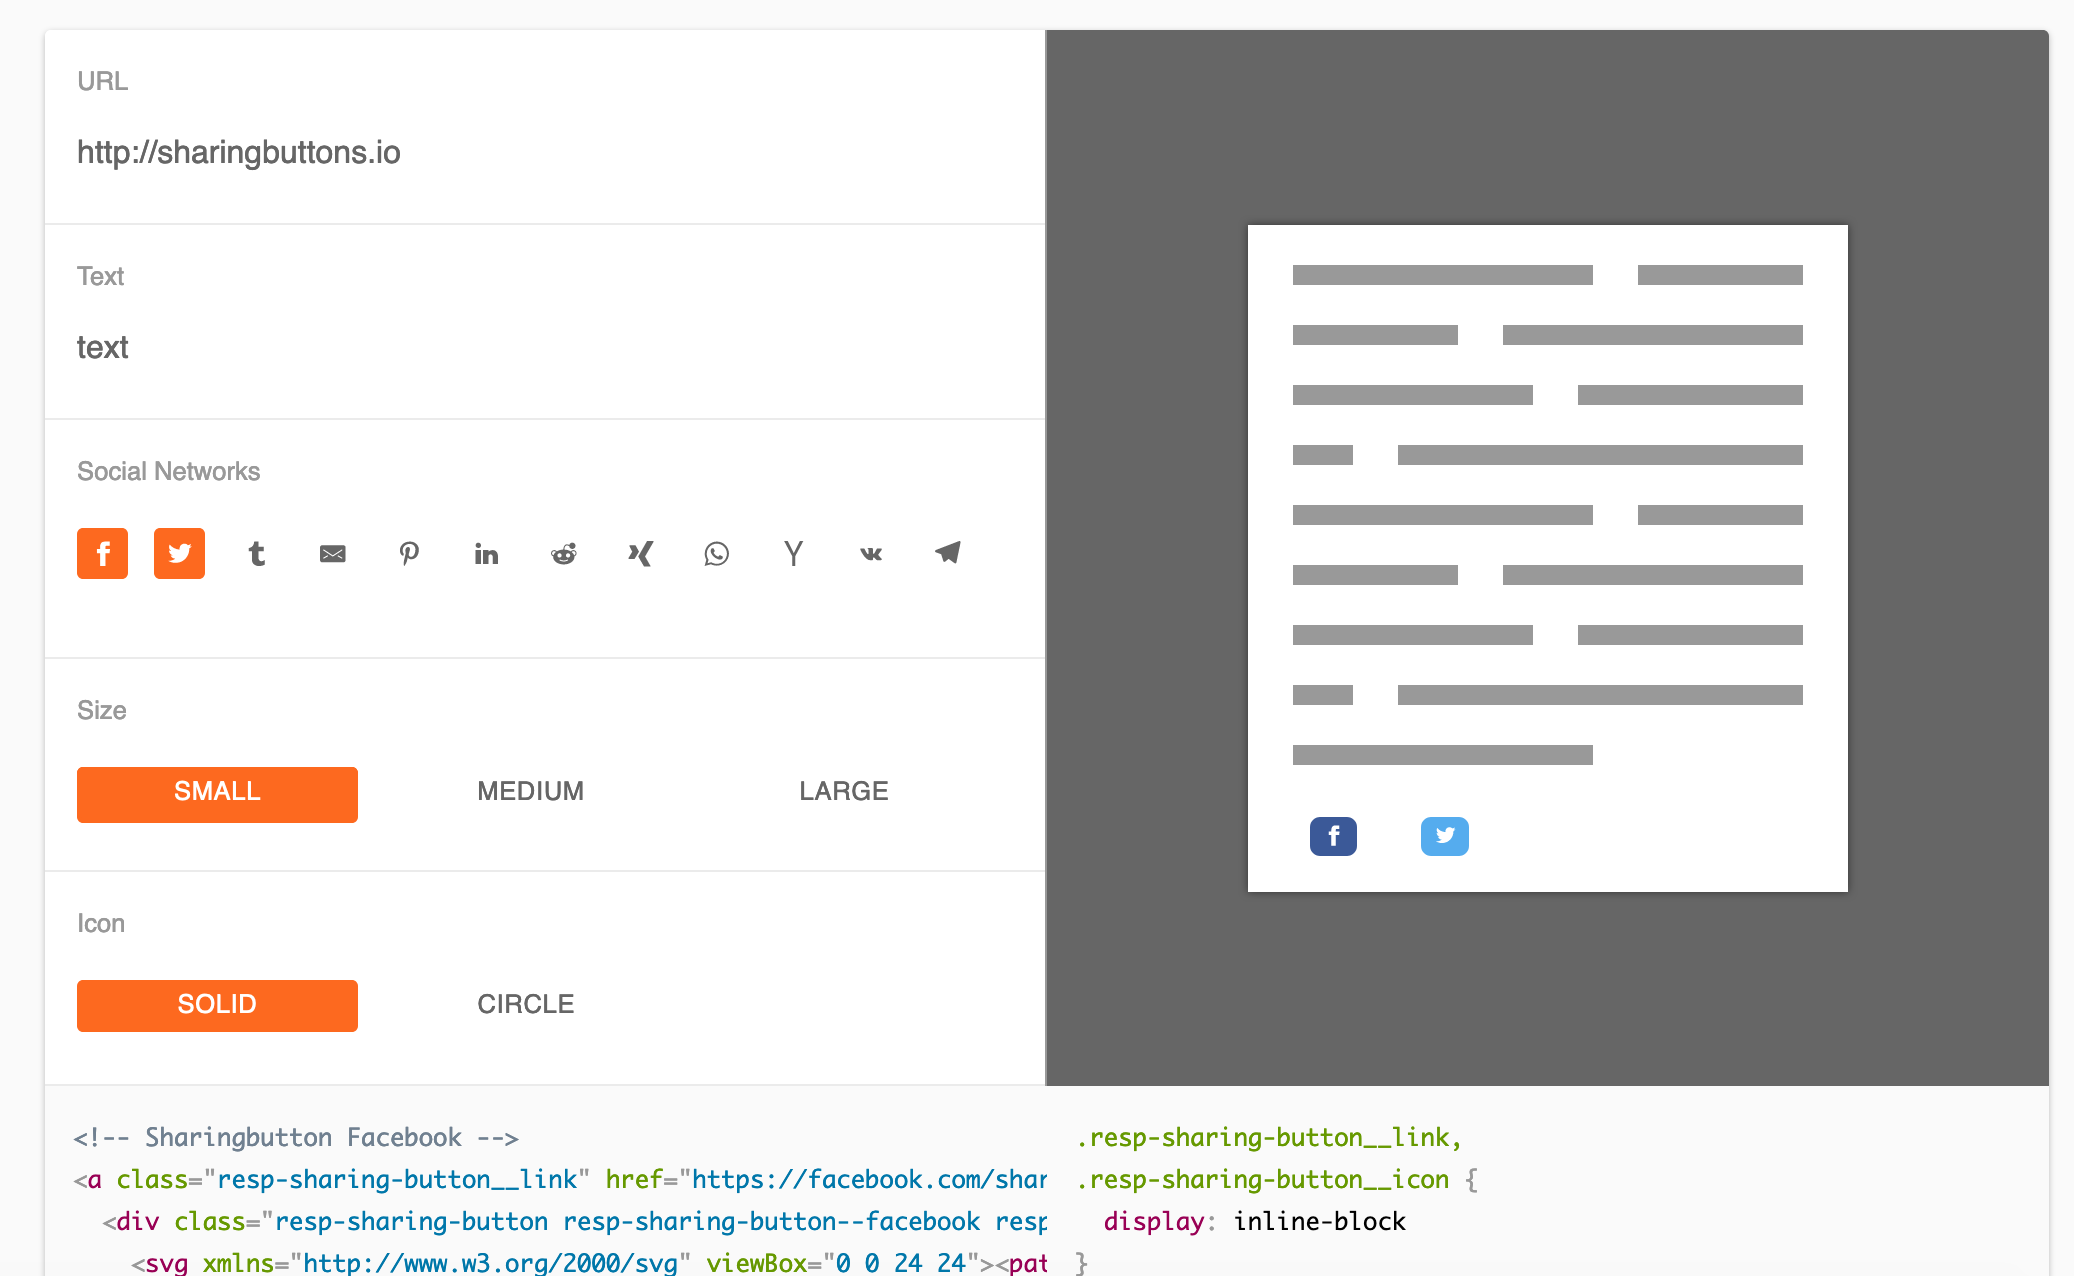 URL
http://sharingbuttons.io
Text
text
Social Networks
Size
SMALL MEDIUM LARGE
Icon
SOLID CIRCLE
<!-- Sharingbutton Facebook -->
<a class="resp-sharing-button__link" href="https://facebook.com/shar
<div class="resp-sharing-button resp-sharing-button--facebook resp
<svg xmlns="http://www.w3.org/2000/svg" viewBox="0 0 24 24"><pat
.resp-sharing-button__link,
.resp-sharing-button__icon {
display: inline-block
}